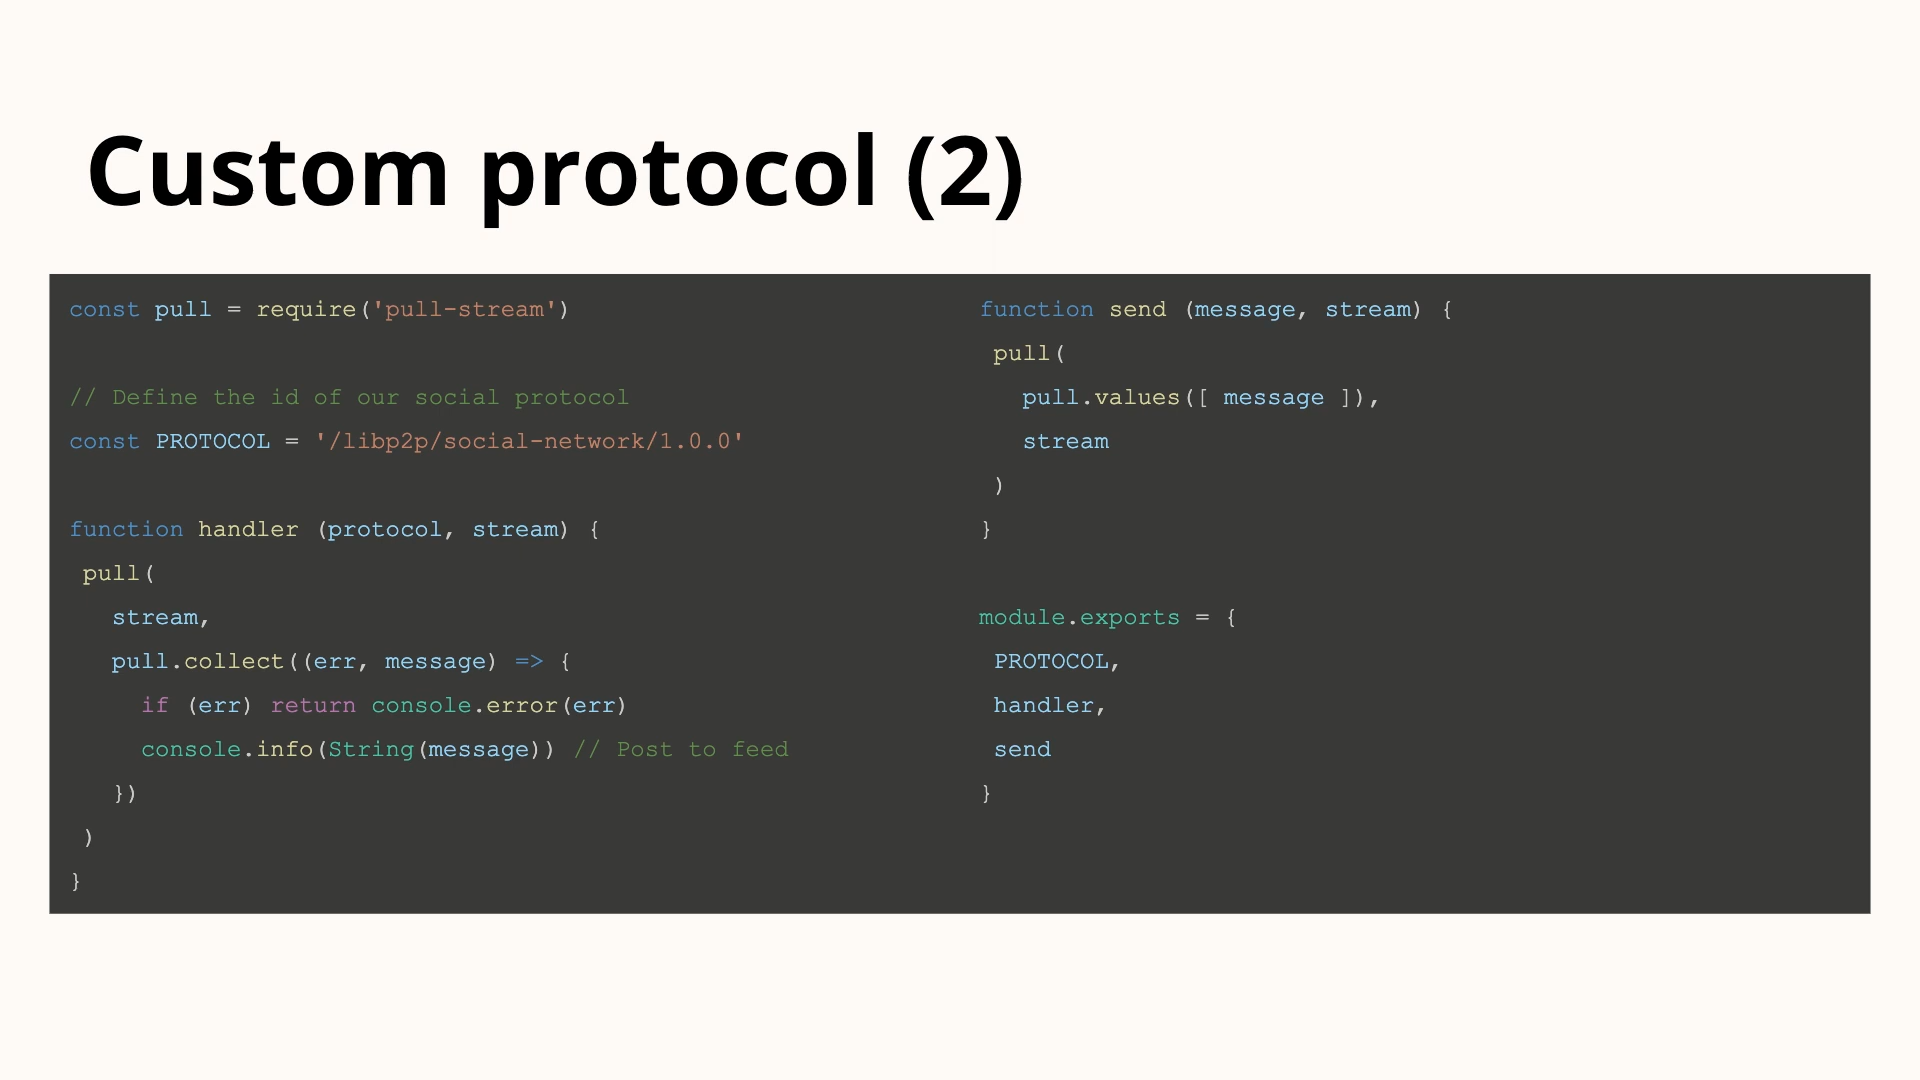 Custom protocol (2)
const pull = require('pull-stream')
// Define the id of our social protocol
const PROTOCOL = '/libp2p/social-network/1.0.0'
function handler (protocol, stream) {
 pull(
   stream,
   pull.collect((err, message) => {
     if (err) return console.error(err)
     console.info(String(message)) // Post to feed
   })
 )
}
function send (message, stream) {
 pull(
   pull.values([ message ]),
   stream
 )
}
module.exports = {
 PROTOCOL,
 handler,
 send
}